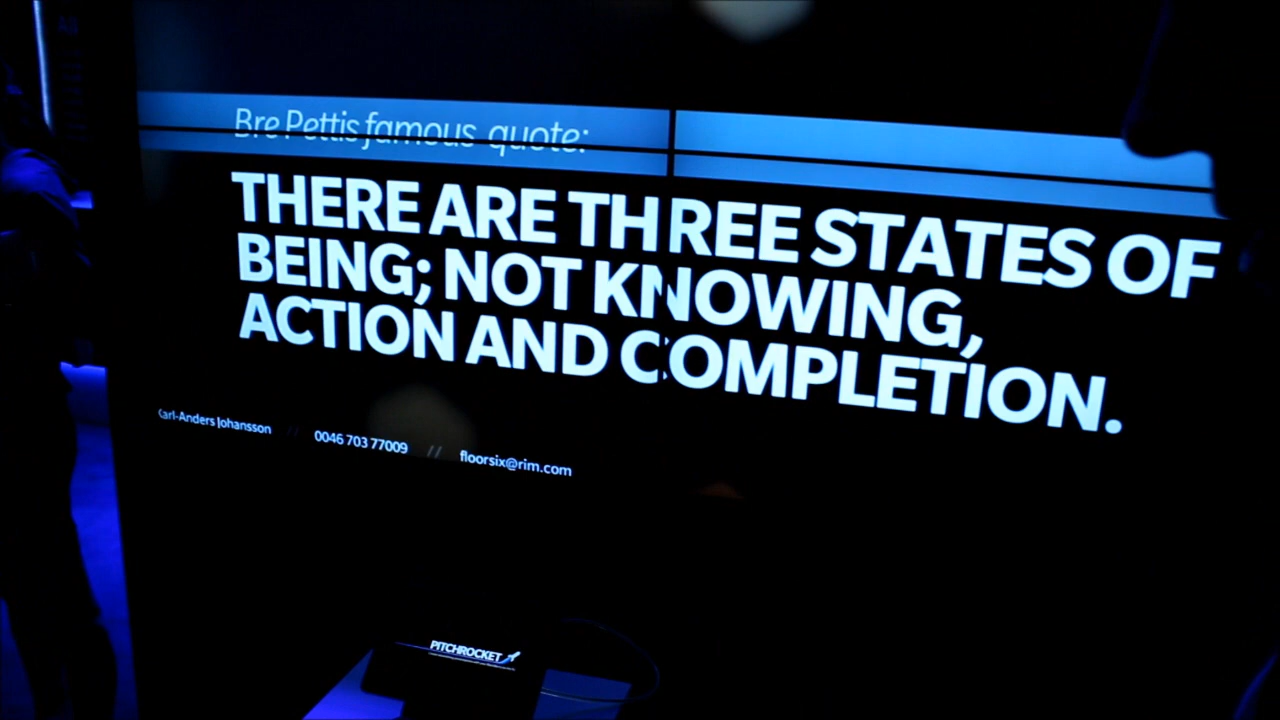 Bre Pettis famous quote:
THERE ARE THREE STATES OF
BEING; NOT KNOWING,
ACTION AND COMPLETION.
Karl-Anders Johansson // 0046 703 77009 // floorsix@rim.com
PITCHROCKET